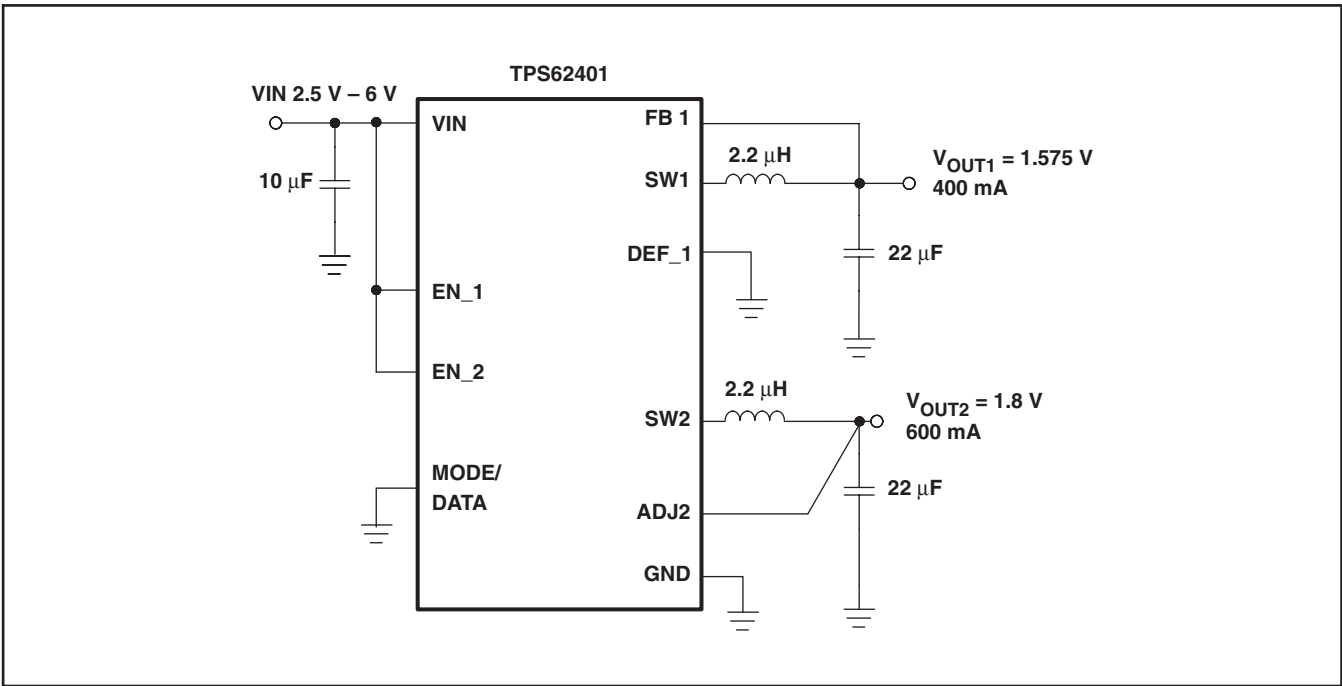 TPS62401
VIN 2.5 V – 6 V
VIN
FB 1
2.2 μH
V_OUT1 = 1.575 V
400 mA
SW1
10 μF
DEF_1
22 μF
EN_1
EN_2
2.2 μH
V_OUT2 = 1.8 V
600 mA
SW2
MODE/
DATA
22 μF
ADJ2
GND